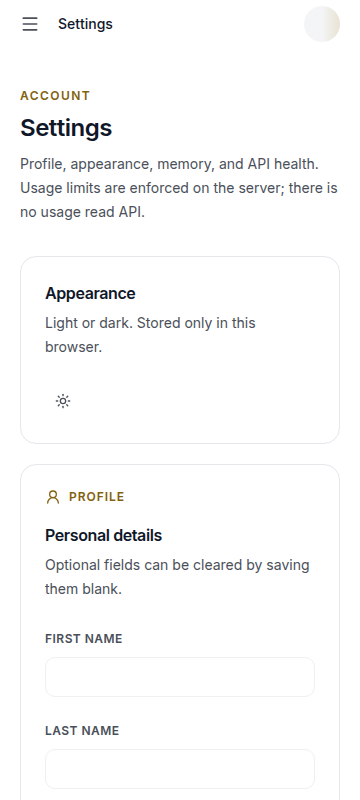 Settings
ACCOUNT
Settings
Profile, appearance, memory, and API health.
Usage limits are enforced on the server; there is
no usage read API.
Appearance
Light or dark. Stored only in this
browser.
PROFILE
Personal details
Optional fields can be cleared by saving
them blank.
FIRST NAME
LAST NAME